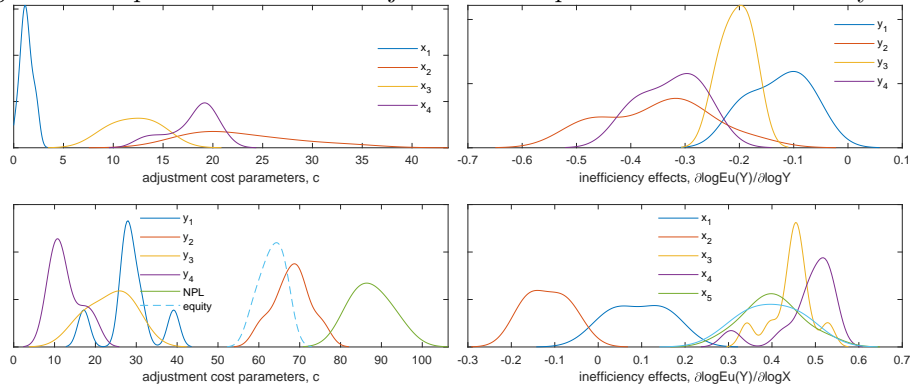 x1
x2
x3
x4
0 5 10 15 20 25 30 35 40
adjustment cost parameters, c
y1
y2
y3
y4
-0.7 -0.6 -0.5 -0.4 -0.3 -0.2 -0.1 0 0.1
inefficiency effects, ∂logEu(Y)/∂logY
y1
y2
y3
y4
NPL
equity
0 10 20 30 40 50 60 70 80 90 100
adjustment cost parameters, c
x1
x2
x3
x4
x5
-0.3 -0.2 -0.1 0 0.1 0.2 0.3 0.4 0.5 0.6 0.7
inefficiency effects, ∂logEu(Y)/∂logX